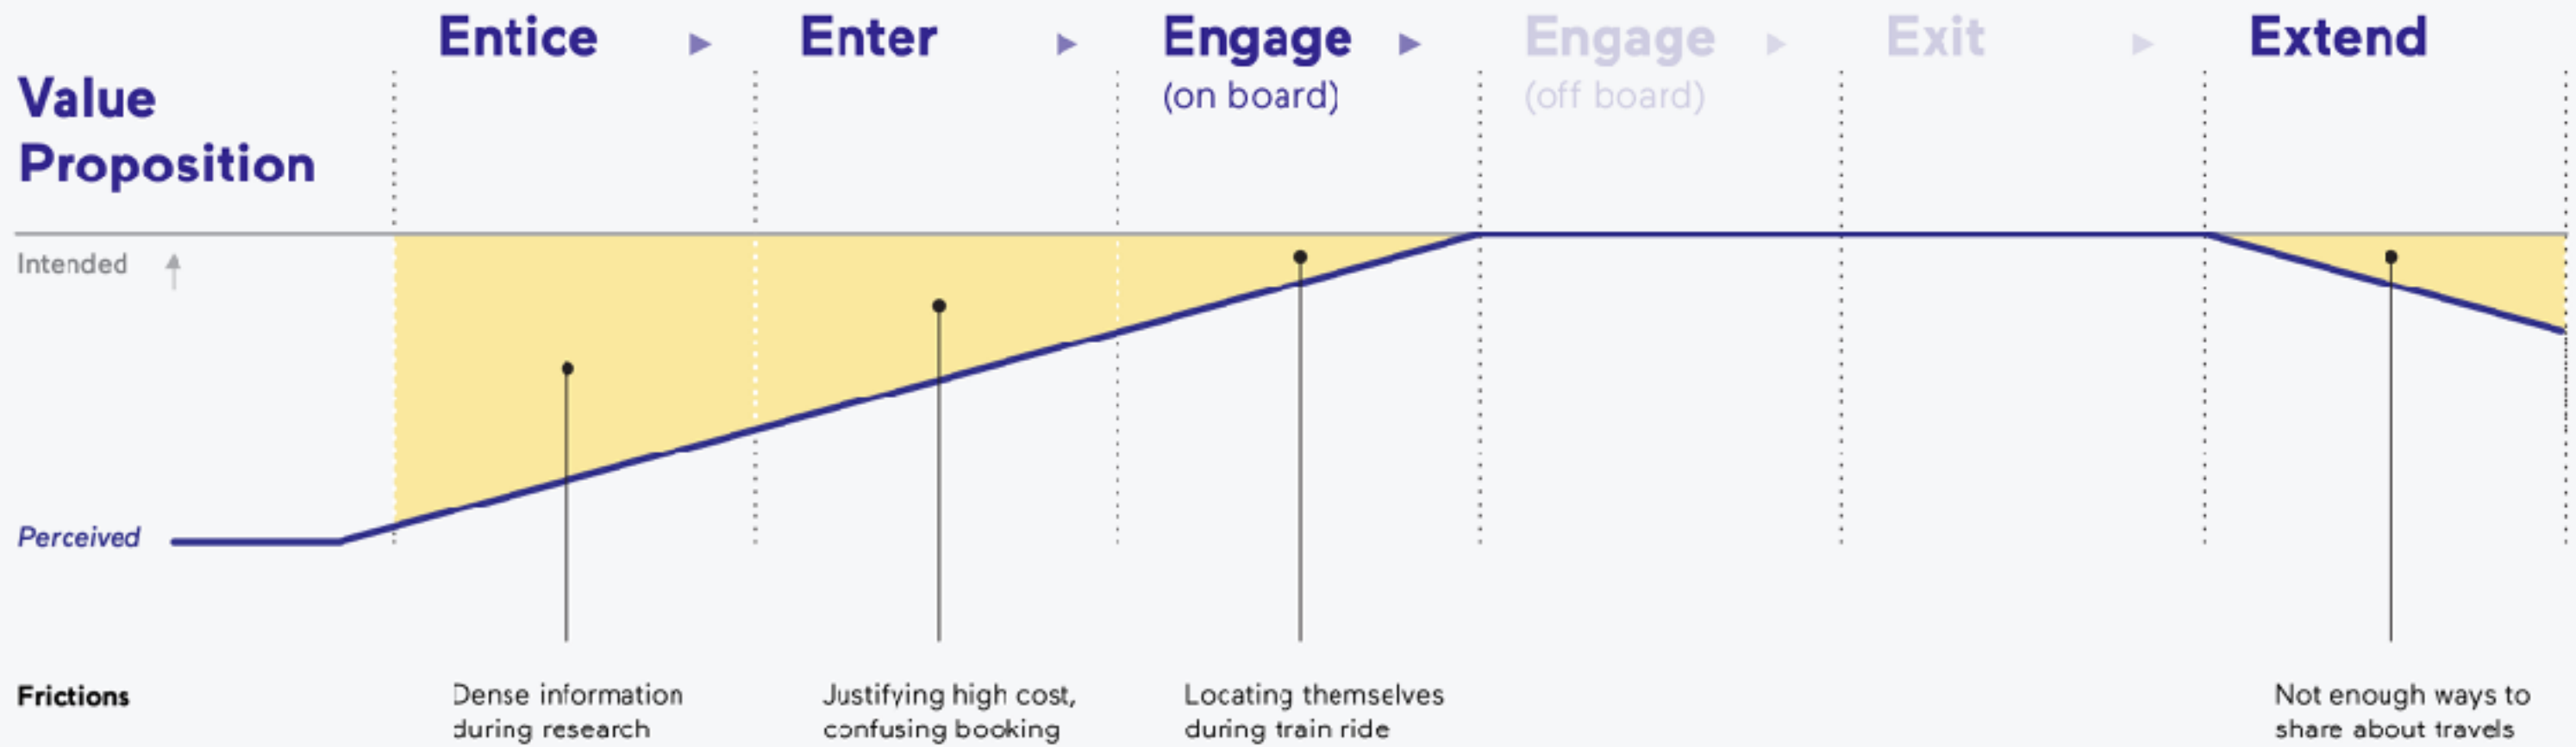 Entice ▶ Enter ▶ Engage ▶ Engage ▶ Exit ▶ Extend
(on board) (off board)
Value
Proposition
Intended
Perceived
Frictions
Dense information
during research
Justifying high cost,
confusing booking
Locating themselves
during train ride
Not enough ways to
share about travels